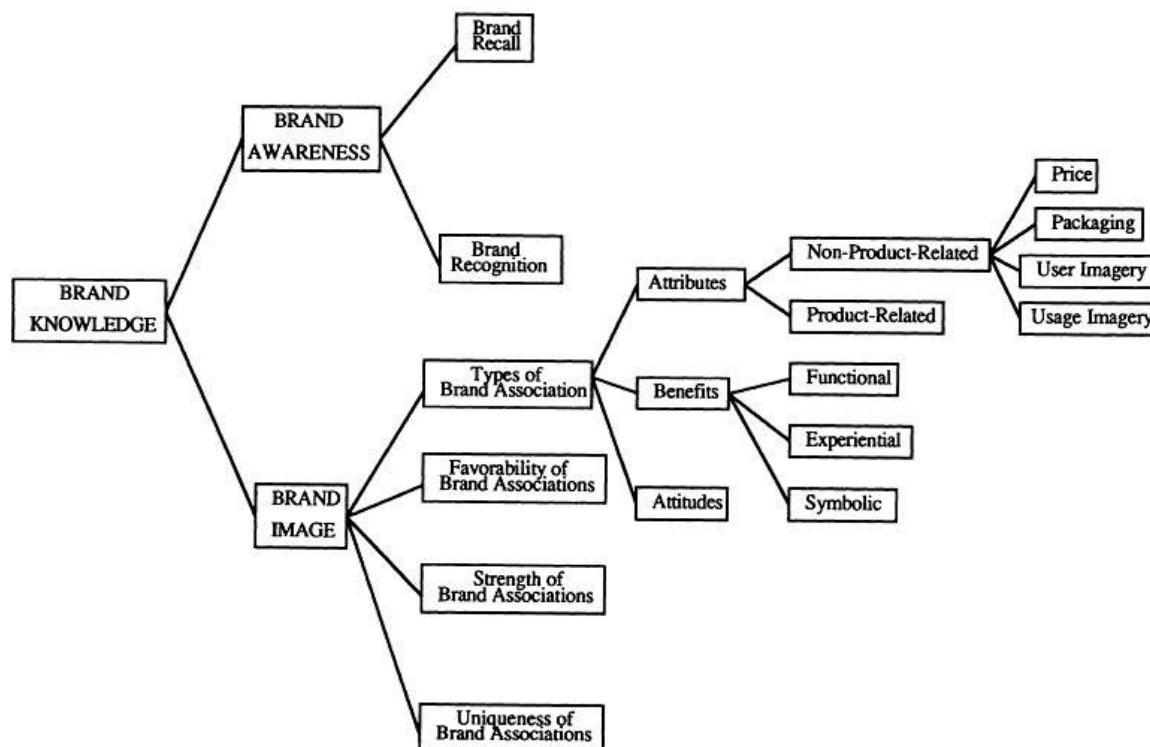 Brand
Recall
BRAND
AWARENESS
Brand
Recognition
BRAND
KNOWLEDGE
BRAND
IMAGE
Types of
Brand Association
Favorability of
Brand Associations
Strength of
Brand Associations
Uniqueness of
Brand Associations
Attributes
Benefits
Attitudes
Non-Product-Related
Product-Related
Functional
Experiential
Symbolic
Price
Packaging
User Imagery
Usage Imagery